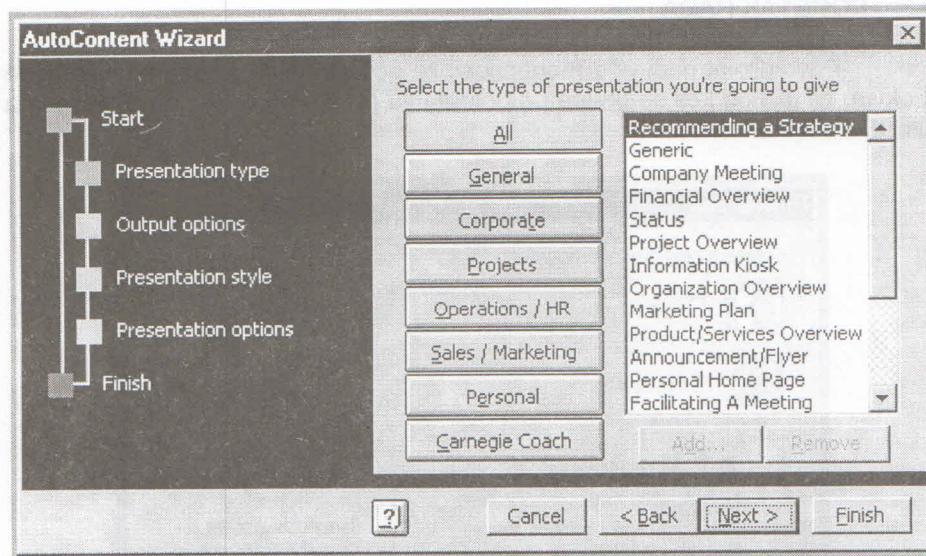 AutoContent Wizard
Start
Presentation type
Output options
Presentation style
Presentation options
Finish
Select the type of presentation you're going to give
All
General
Corporate
Projects
Operations / HR
Sales / Marketing
Personal
Carnegie Coach
Recommending a Strategy
Generic
Company Meeting
Financial Overview
Status
Project Overview
Information Kiosk
Organization Overview
Marketing Plan
Product/Services Overview
Announcement/Flyer
Personal Home Page
Facilitating A Meeting
Add...
Remove
?
Cancel
< Back
Next >
Finish